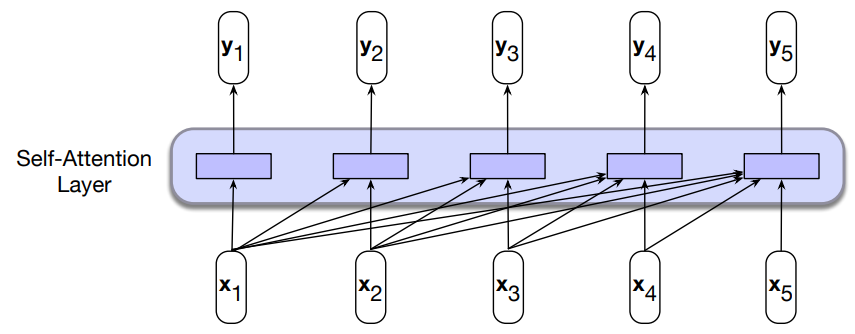 y1 y2 y3 y4 y5
Self-Attention
Layer
x1 x2 x3 x4 x5